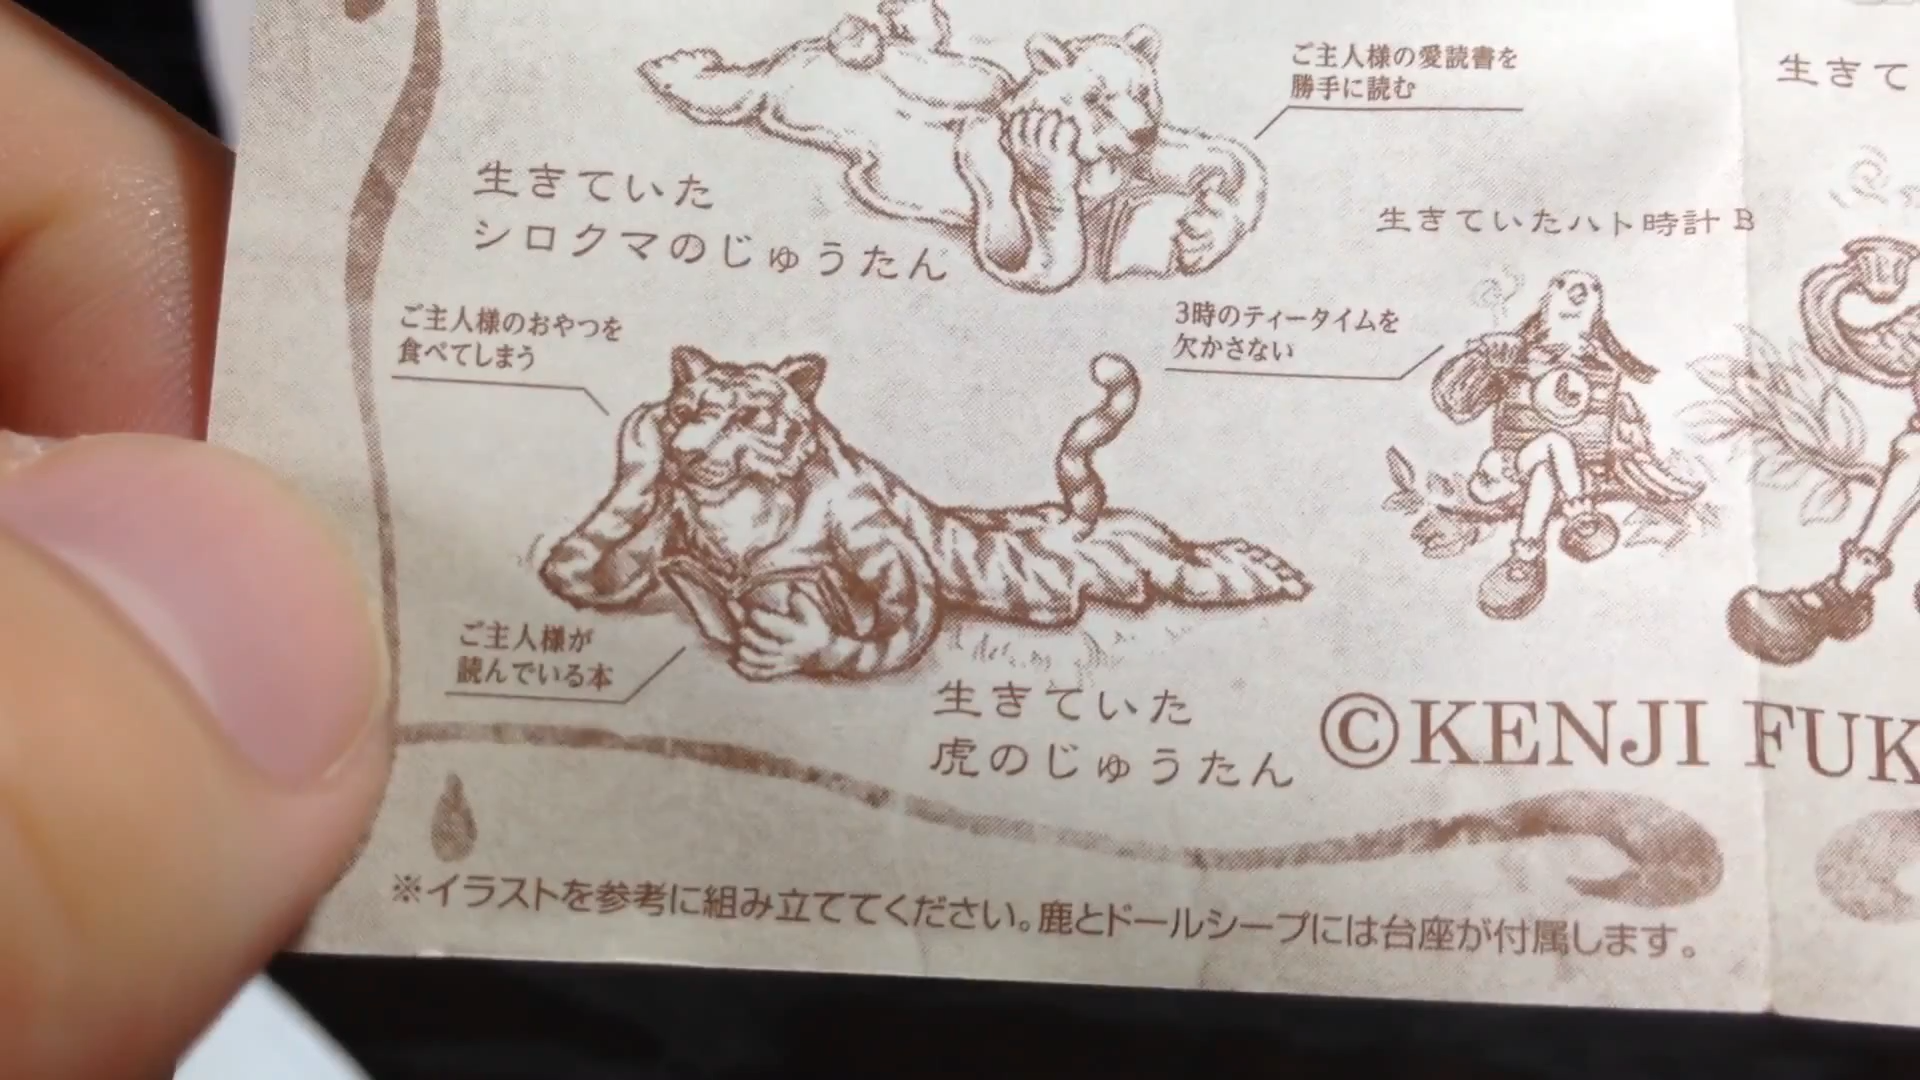 ご主人様の愛読書を
勝手に読む
生きて
生きていた
シロクマのじゅうたん
生きていたハト時計 B
ご主人様のおやつを
食べてしまう
3時のティータイムを
欠かさない
ご主人様が
読んでいる本
生きていた
虎のじゅうたん
©KENJI FUK
※イラストを参考に組み立ててください。鹿とドールシープには台座が付属します。